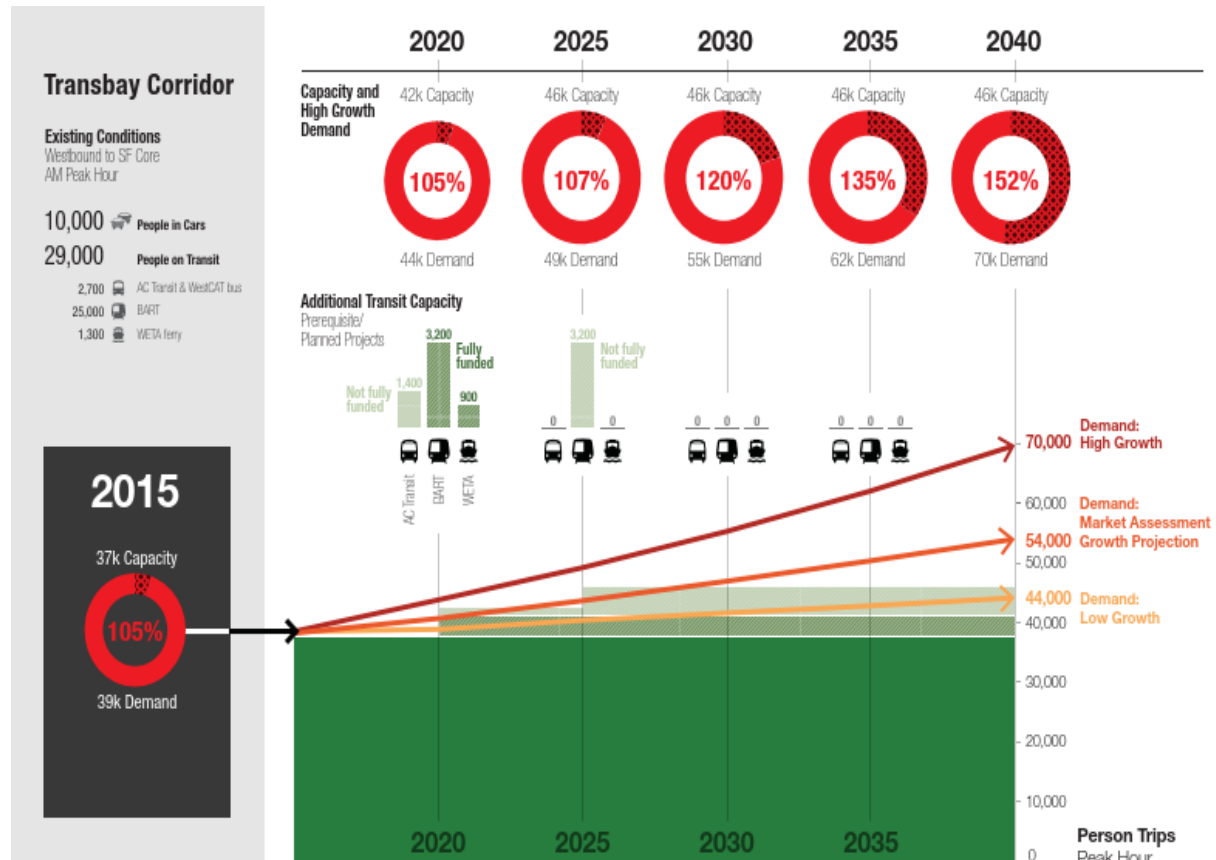 Transbay Corridor
Existing Conditions
Westbound to SF Core
AM Peak Hour
10,000 People in Cars
29,000 People on Transit
2,700 AC Transit & WestCAT bus
25,000 BART
1,300 WETA ferry
2015
37k Capacity
105%
39k Demand
2020 2025 2030 2035 2040
Capacity and
High Growth
Demand
42k Capacity 46k Capacity 46k Capacity 46k Capacity 46k Capacity
105% 107% 120% 135% 152%
44k Demand 49k Demand 55k Demand 62k Demand 70k Demand
Additional Transit Capacity
Prerequisite/
Planned Projects
Not fully
funded
1,400
3,200
Fully
funded
900
0
3,200
Not fully
funded
0
0 0 0
0 0 0
AC Transit
BART
WETA
70,000
Demand:
High Growth
60,000
54,000
Demand:
Market Assessment
Growth Projection
50,000
44,000
Demand:
Low Growth
40,000
30,000
20,000
10,000
0
Person Trips
Peak Hour
2020 2025 2030 2035